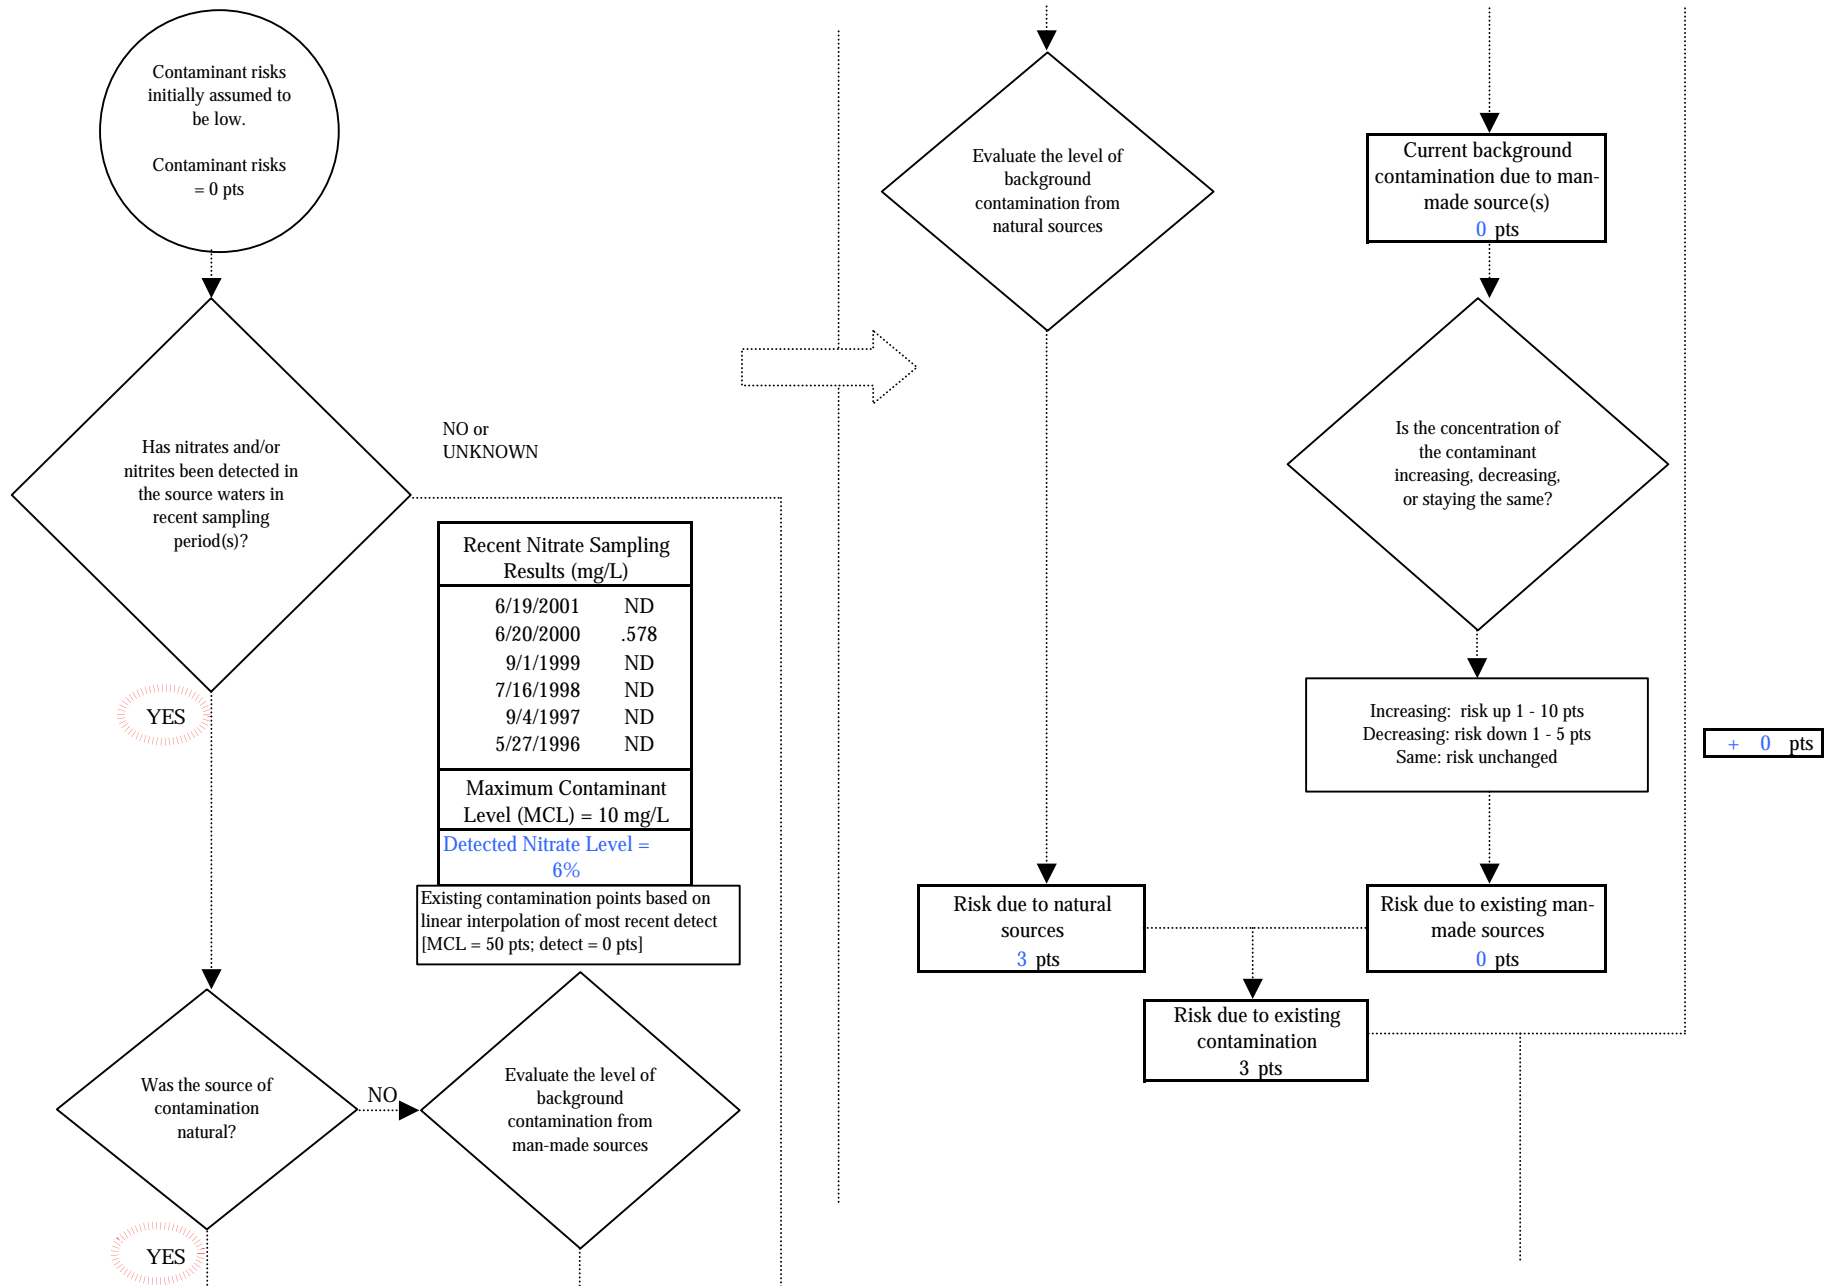 Contaminant risks
initially assumed to
be low.
Contaminant risks
= 0 pts
Has nitrates and/or
nitrites been detected in
the source waters in
recent sampling
period(s)?
NO or
UNKNOWN
YES
Recent Nitrate Sampling
Results (mg/L)
6/19/2001 ND
6/20/2000 .578
9/1/1999 ND
7/16/1998 ND
9/4/1997 ND
5/27/1996 ND
Maximum Contaminant
Level (MCL) = 10 mg/L
Detected Nitrate Level =
6%
Existing contamination points based on
linear interpolation of most recent detect
[MCL = 50 pts; detect = 0 pts]
Was the source of
contamination
natural?
NO
YES
Evaluate the level of
background
contamination from
man-made sources
Evaluate the level of
background
contamination from
natural sources
Current background
contamination due to man-
made source(s)
0 pts
Is the concentration of
the contaminant
increasing, decreasing,
or staying the same?
Increasing: risk up 1 - 10 pts
Decreasing: risk down 1 - 5 pts
Same: risk unchanged
+ 0 pts
Risk due to natural
sources
3 pts
Risk due to existing man-
made sources
0 pts
Risk due to existing
contamination
3 pts